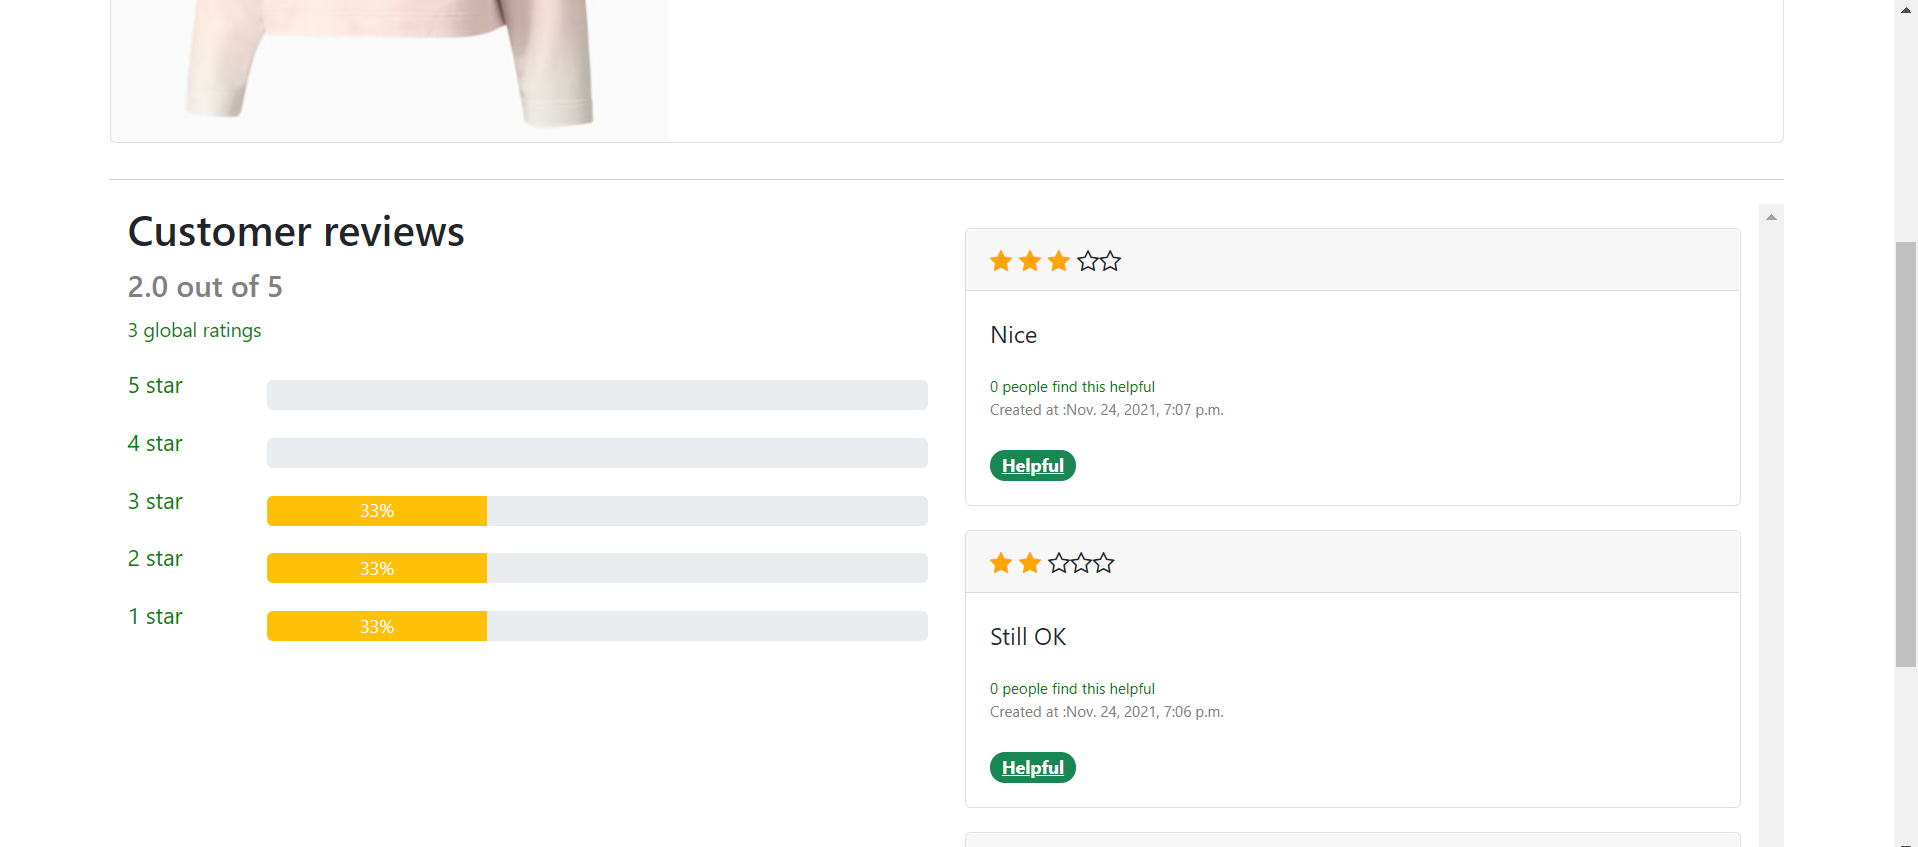 Customer reviews
2.0 out of 5
3 global ratings
5 star
4 star
3 star
33%
2 star
33%
1 star
33%
Nice
0 people find this helpful
Created at :Nov. 24, 2021, 7:07 p.m.
Helpful
Still OK
0 people find this helpful
Created at :Nov. 24, 2021, 7:06 p.m.
Helpful